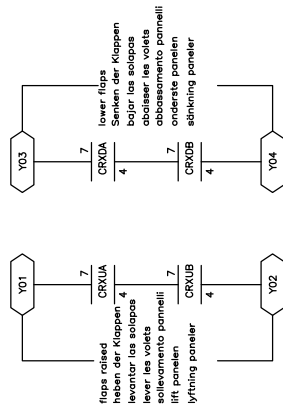 Y03
7
CRXDA
4
7
CRXDB
4
Y04
lower flaps
Senken der Klappen
bajar las solapas
abaisser les volets
abbassamento pannelli
onderste panelen
sänkning paneler
Y01
7
CRXUA
4
7
CRXUB
4
Y02
flaps raised
heben der Klappen
levantar las solapas
lever les volets
sollevamento pannelli
lift panelen
lyftning paneler